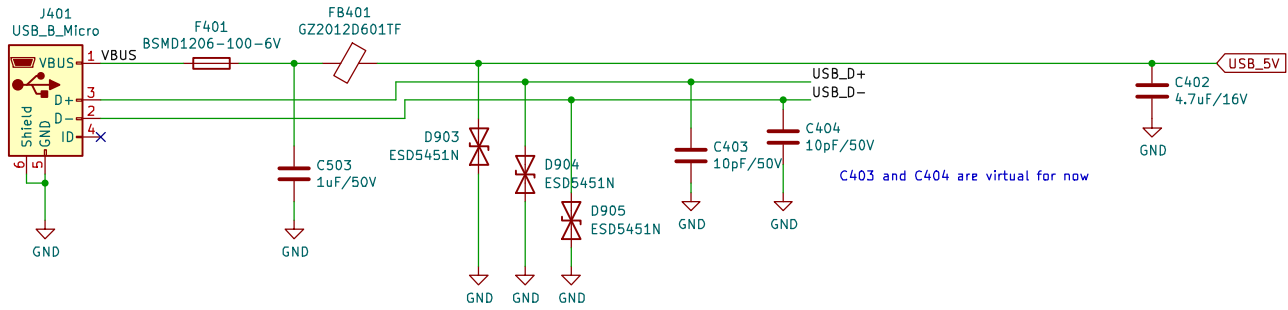 J401
USB_B_Micro
VBUS
D+
D-
ID
Shield
GND
1
3
2
4
6
5
GND
VBUS
F401
BSMD1206-100-6V
C503
1uF/50V
GND
FB401
GZ2012D601TF
D903
ESD5451N
GND
D904
ESD5451N
GND
D905
ESD5451N
GND
USB_D+
USB_D-
C403
10pF/50V
GND
C404
10pF/50V
GND
C403 and C404 are virtual for now
C402
4.7uF/16V
GND
USB_5V